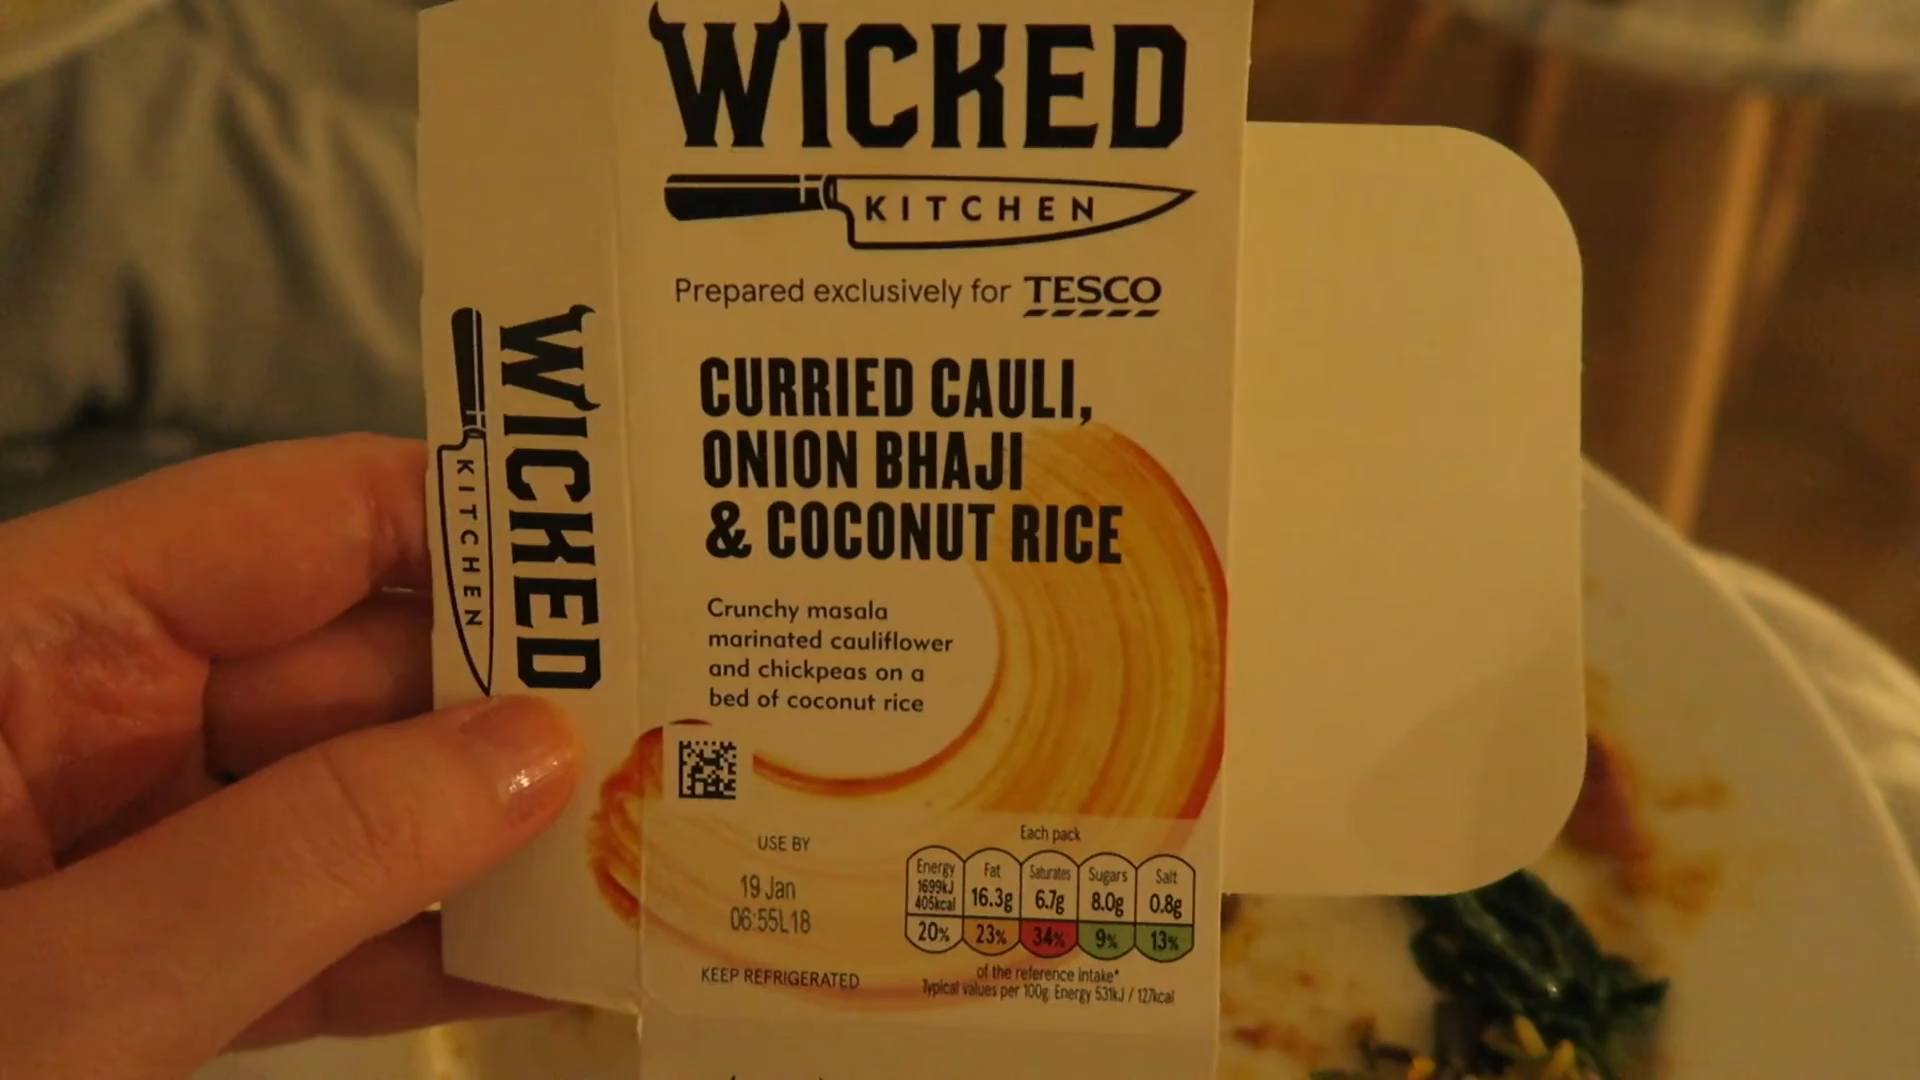 WICKED
KITCHEN
Prepared exclusively for TESCO
CURRIED CAULI,
ONION BHAJI
& COCONUT RICE
Crunchy masala
marinated cauliflower
and chickpeas on a
bed of coconut rice
USE BY
19 Jan
06:55L18
KEEP REFRIGERATED
Each pack
Energy Fat Saturates Sugars Salt
1699kJ
405kcal 16.3g 6.7g 8.0g 0.8g
20% 23% 34% 9% 13%
of the reference intake*
Typical values per 100g: Energy 531kJ / 127kcal
WICKED
KITCHEN